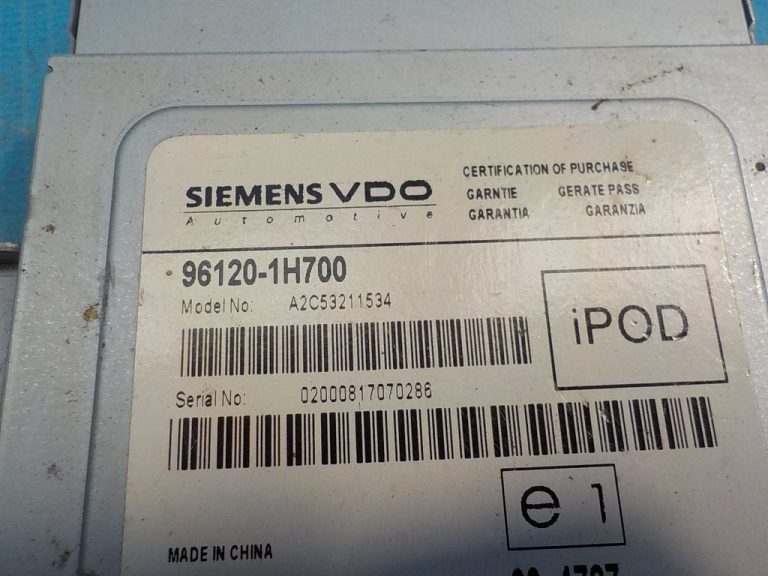 SIEMENS VDO
Automotive
CERTIFICATION OF PURCHASE
GARNTIE GERATE PASS
GARANTIA GARANZIA
96120-1H700
Model No: A2C53211534
iPOD
Serial No: 02000817070286
e 1
MADE IN CHINA